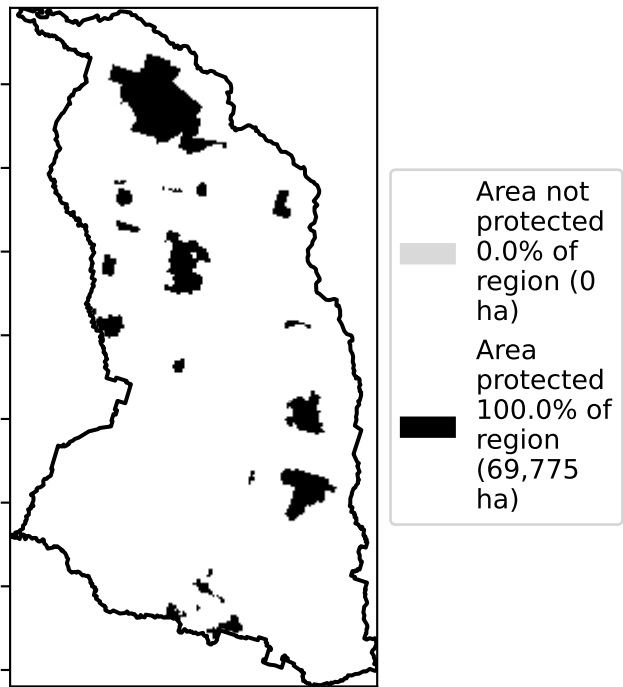 Area not
protected
0.0% of
region (0
ha)
Area
protected
100.0% of
region
(69,775
ha)